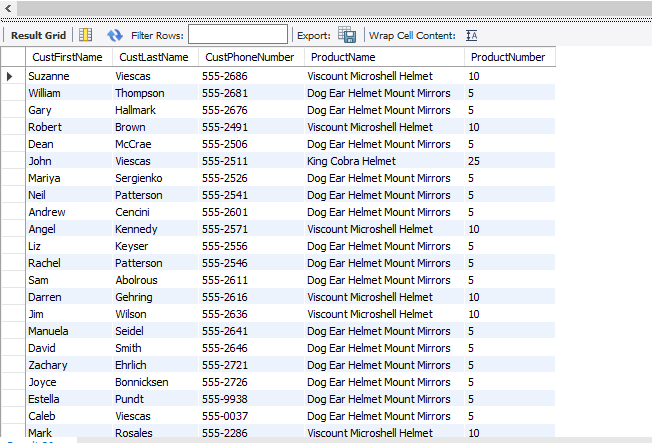 Result Grid Filter Rows: Export: Wrap Cell Content: IA
CustFirstName CustLastName CustPhoneNumber ProductName ProductNumber
Suzanne Viescas 555-2686 Viscount Microshell Helmet 10
William Thompson 555-2681 Dog Ear Helmet Mount Mirrors 5
Gary Hallmark 555-2676 Dog Ear Helmet Mount Mirrors 5
Robert Brown 555-2491 Viscount Microshell Helmet 10
Dean McCrae 555-2506 Dog Ear Helmet Mount Mirrors 5
John Viescas 555-2511 King Cobra Helmet 25
Mariya Sergienko 555-2526 Dog Ear Helmet Mount Mirrors 5
Neil Patterson 555-2541 Dog Ear Helmet Mount Mirrors 5
Andrew Cencini 555-2601 Dog Ear Helmet Mount Mirrors 5
Angel Kennedy 555-2571 Viscount Microshell Helmet 10
Liz Keyser 555-2556 Dog Ear Helmet Mount Mirrors 5
Rachel Patterson 555-2546 Dog Ear Helmet Mount Mirrors 5
Sam Abolrous 555-2611 Dog Ear Helmet Mount Mirrors 5
Darren Gehring 555-2616 Viscount Microshell Helmet 10
Jim Wilson 555-2636 Viscount Microshell Helmet 10
Manuela Seidel 555-2641 Dog Ear Helmet Mount Mirrors 5
David Smith 555-2646 Dog Ear Helmet Mount Mirrors 5
Zachary Ehrlich 555-2721 Dog Ear Helmet Mount Mirrors 5
Joyce Bonnicksen 555-2726 Dog Ear Helmet Mount Mirrors 5
Estella Pundt 555-9938 Dog Ear Helmet Mount Mirrors 5
Caleb Viescas 555-0037 Dog Ear Helmet Mount Mirrors 5
Mark Rosales 555-2286 Viscount Microshell Helmet 10